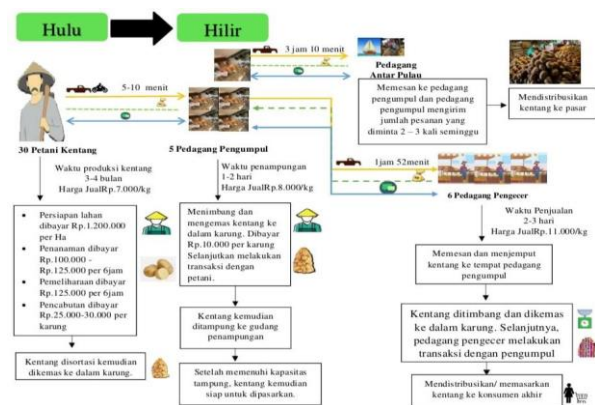 Hulu
Hilir
5-10 menit
3 jam 10 menit
Pedagang
Antar Pulau
Memesan ke pedagang
pengumpul dan pedagang
pengumpul mengirim
jumlah pesanan yang
diminta 2 – 3 kali seminggu
Mendistribusikan
kentang ke pasar
30 Petani Kentang
Waktu produksi kentang
3-4 bulan
Harga JualRp.7.000/kg
Persiapan lahan
dibayar Rp.1.200.000
per Ha
Penanaman dibayar
Rp.100.000 -
Rp.125.000 per 6jam
Pemeliharaan dibayar
Rp.125.000 per 6jam
Pencabutan dibayar
Rp.25.000-30.000 per
karung
Kentang disortasi kemudian
dikemas ke dalam karung.
5 Pedagang Pengumpul
Waktu penampungan
1-2 hari
Harga JualRp.8.000/kg
Menimbang dan
mengemas kentang ke
dalam karung. Dibayar
Rp.10.000 per karung
Selanjutkan melakukan
transaksi dengan
petani.
Kentang kemudian
ditampung ke gudang
penampungan
Setelah memenuhi kapasitas
tampung, kentang kemudian
siap untuk dipasarkan.
1jam 52menit
6 Pedagang Pengecer
Waktu Penjualan
2-3 hari
Harga JualRp.11.000/kg
Memesan dan menjemput
kentang ke tempat pedagang
pengumpul
Kentang ditimbang dan dikemas
ke dalam karung. Selanjutnya,
pedagang pengecer melakukan
transaksi dengan pengumpul
Mendistribusikan/ memasarkan
kentang ke konsumen akhir